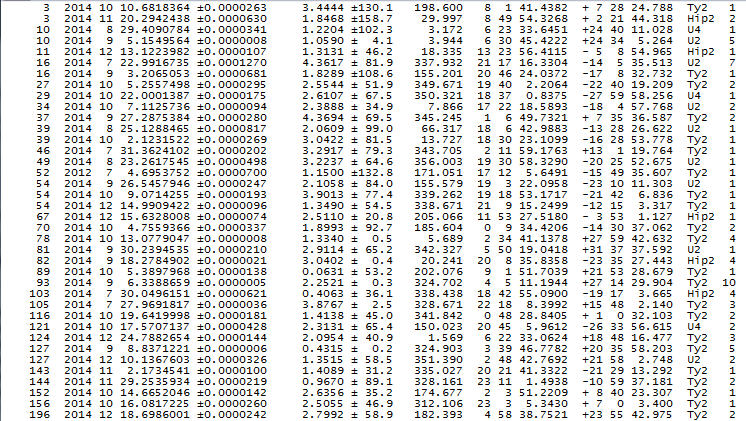 3 2014 10 10.6818364 ±0.0000263 3.4444 ±130.1 198.600 8 1 41.4382 + 7 28 24.788 Ty2 1
3 2014 11 20.2942438 ±0.0000630 1.8468 ±158.7 29.997 8 49 54.3268 + 2 21 44.318 Hip2 1
10 2014 8 29.4090784 ±0.0000341 1.2204 ±102.3 3.172 6 23 33.6451 +24 40 11.028 U4 1
10 2014 9 5.1549564 ±0.0000008 1.0590 ± 4.1 3.944 6 30 45.4222 +24 34 5.264 U2 5
11 2014 12 13.1223982 ±0.0000107 1.3131 ± 46.2 18.335 13 23 56.4115 - 5 8 54.965 Hip2 1
16 2014 7 22.9916735 ±0.0001270 4.3617 ± 81.9 337.932 21 17 16.3304 -14 5 35.513 U2 7
16 2014 9 3.2065053 ±0.0000681 1.8289 ±108.6 155.201 20 46 24.0372 -17 8 32.732 Ty2 1
27 2014 10 5.2557498 ±0.0000295 2.5544 ± 51.9 349.671 19 40 2.2064 -22 40 19.209 Ty2 1
29 2014 10 22.0001387 ±0.0000175 2.6107 ± 67.5 350.321 18 37 0.8375 -27 58 58.256 U4 1
34 2014 10 7.1125736 ±0.0000094 2.3888 ± 34.9 7.866 17 22 18.5893 -18 4 57.768 U2 2
37 2014 9 27.2875384 ±0.0000280 4.3694 ± 69.5 345.245 1 6 49.7321 + 7 35 36.587 Ty2 2
39 2014 8 25.1288465 ±0.0000817 2.0609 ± 99.0 66.317 18 6 42.9883 -13 28 26.622 U2 1
39 2014 10 2.1231522 ±0.0000269 3.0422 ± 81.5 13.727 18 30 23.1099 -16 28 53.778 Ty2 1
46 2014 7 31.3624102 ±0.0000202 3.2917 ± 79.3 343.705 2 11 59.1763 +13 1 19.764 Ty2 1
49 2014 8 23.2617545 ±0.0000498 3.2237 ± 64.6 356.003 19 30 58.3290 -20 25 52.675 U2 1
52 2012 7 4.6953752 ±0.0000700 1.1500 ±132.8 171.051 17 12 5.6491 -15 49 35.607 Ty2 1
54 2014 9 26.5457946 ±0.0000247 2.1058 ± 84.0 155.579 19 3 22.0958 -23 10 11.303 U2 1
54 2014 10 9.0714255 ±0.0000193 3.9013 ± 77.4 339.262 19 18 53.1717 -21 42 6.836 Ty2 1
54 2014 12 14.9909422 ±0.0000096 1.3490 ± 54.5 338.671 21 9 15.2499 -12 15 3.317 Ty2 1
67 2014 12 15.6328008 ±0.0000074 2.5110 ± 20.8 205.066 11 53 27.5180 - 3 53 1.127 Hip2 1
70 2014 10 4.7559366 ±0.0000337 1.8993 ± 92.7 185.604 0 9 34.4206 -14 30 37.062 Ty2 2
78 2014 10 13.0779047 ±0.0000008 1.3340 ± 0.5 5.689 2 34 41.1378 +27 59 42.632 Ty2 4
81 2014 9 30.2394535 ±0.0000210 2.9114 ± 65.2 342.327 5 50 19.0418 +31 37 37.592 U2 1
82 2014 9 18.2784902 ±0.0000021 3.0402 ± 0.4 20.241 20 8 35.8358 -23 35 27.443 Hip2 4
89 2014 10 5.3897968 ±0.0000138 0.0631 ± 53.2 202.076 9 1 51.7039 +21 53 28.679 Ty2 1
93 2014 9 6.3388659 ±0.0000005 2.2521 ± 0.3 324.702 4 5 11.1944 +27 14 29.904 Ty2 10
103 2014 7 30.0496151 ±0.0000621 0.4063 ± 36.1 338.438 18 42 55.0900 -19 17 3.665 Hip2 4
105 2014 7 27.9691817 ±0.0000036 3.8767 ± 2.5 328.671 22 18 8.3992 +15 48 2.140 Ty2 3
116 2014 10 19.6419998 ±0.0000181 1.4138 ± 45.0 341.842 0 48 28.8405 + 1 0 32.103 Ty2 2
121 2014 10 17.5707137 ±0.0000428 2.3131 ± 65.4 150.023 20 45 5.9612 -26 33 56.615 U4 2
124 2014 12 24.7882654 ±0.0000144 2.0954 ± 40.9 1.569 6 22 33.0624 +18 48 16.477 Ty2 3
127 2014 9 8.8371221 ±0.0000006 0.4315 ± 0.2 324.903 3 39 46.7782 +20 35 58.203 Ty2 5
127 2014 12 10.1367603 ±0.0000326 1.3515 ± 58.5 351.390 2 48 42.7692 +21 58 2.748 U2 2
143 2014 11 2.1734541 ±0.0000100 1.4089 ± 31.2 335.027 20 21 41.3322 -21 29 13.292 Ty2 1
144 2014 11 29.2535934 ±0.0000219 0.9670 ± 89.1 328.161 23 11 1.4938 -10 59 37.181 Ty2 2
152 2014 10 14.6652046 ±0.0000142 2.6356 ± 35.2 174.677 2 3 51.2209 + 8 40 23.307 Ty2 1
156 2014 10 16.0817225 ±0.0000260 2.5055 ± 46.9 312.106 23 3 5.3430 + 7 0 3.400 Ty2 1
196 2014 12 18.6986001 ±0.0000242 2.7992 ± 58.9 182.393 4 58 38.7521 +23 55 42.975 Ty2 2